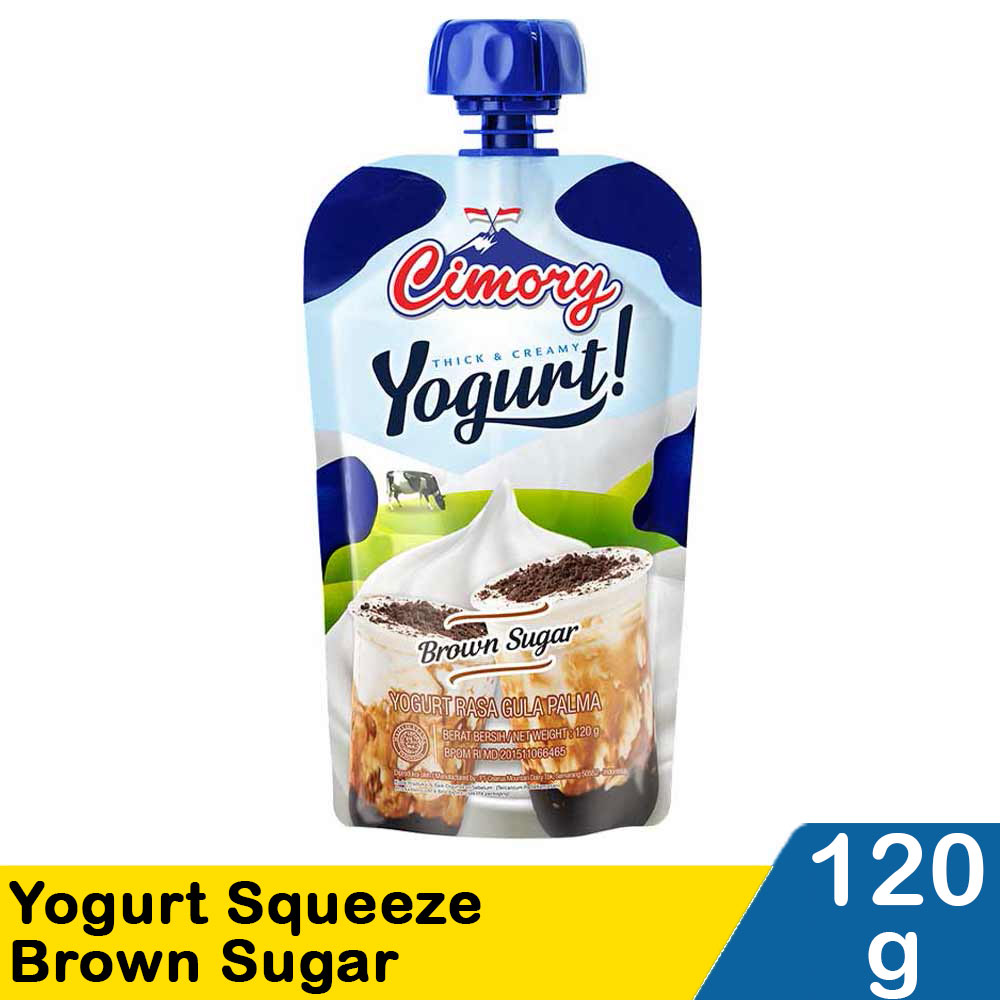 Cimory
THICK & CREAMY
Yogurt!
Brown Sugar
YOGURT RASA GULA PALMA
BERAT BERSIH / NET WEIGHT : 120 g
BPOM RI MD 201511066465
Yogurt Squeeze
Brown Sugar
120
g